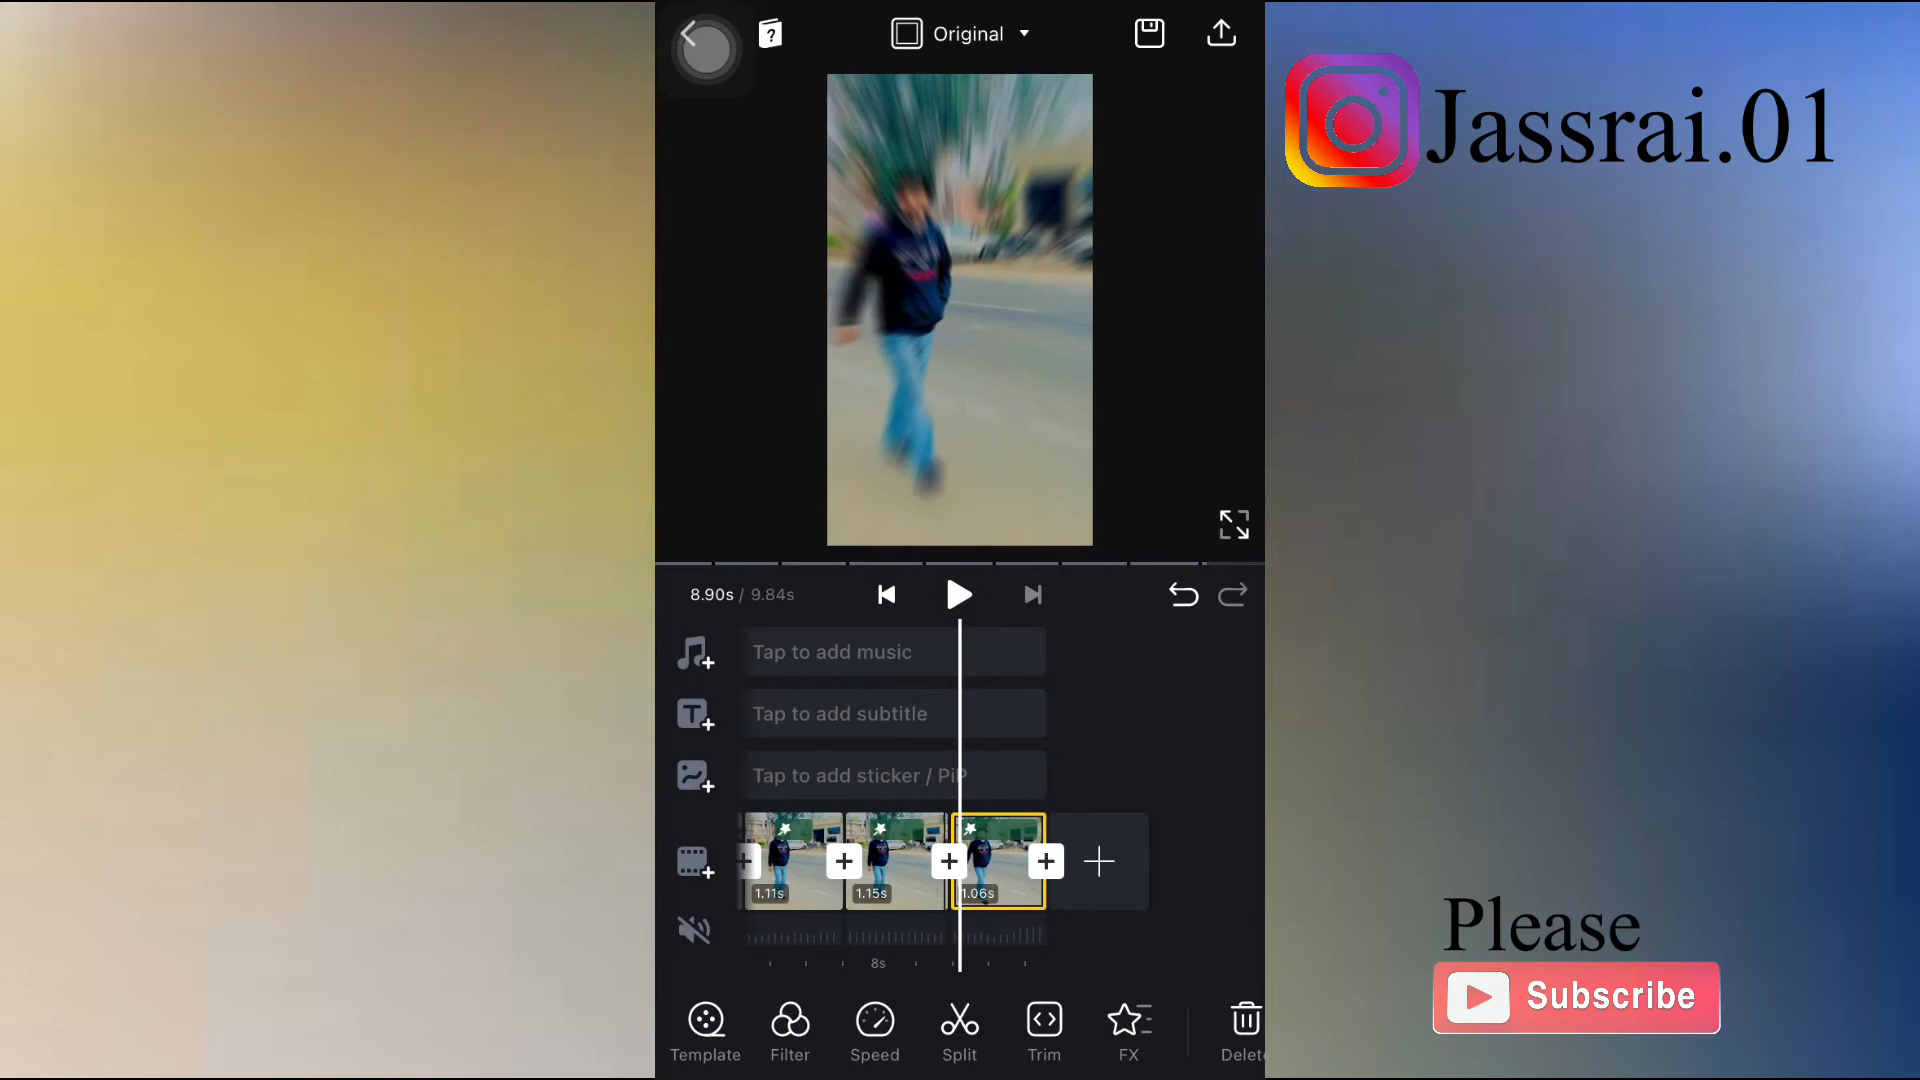 ?
Original
Jassrai.01
8.90s / 9.84s
Tap to add music
T
Tap to add subtitle
Tap to add sticker / PiP
1.11s
1.15s
1.06s
8s
Template
Filter
Speed
Split
Trim
FX
Delete
Please
Subscribe